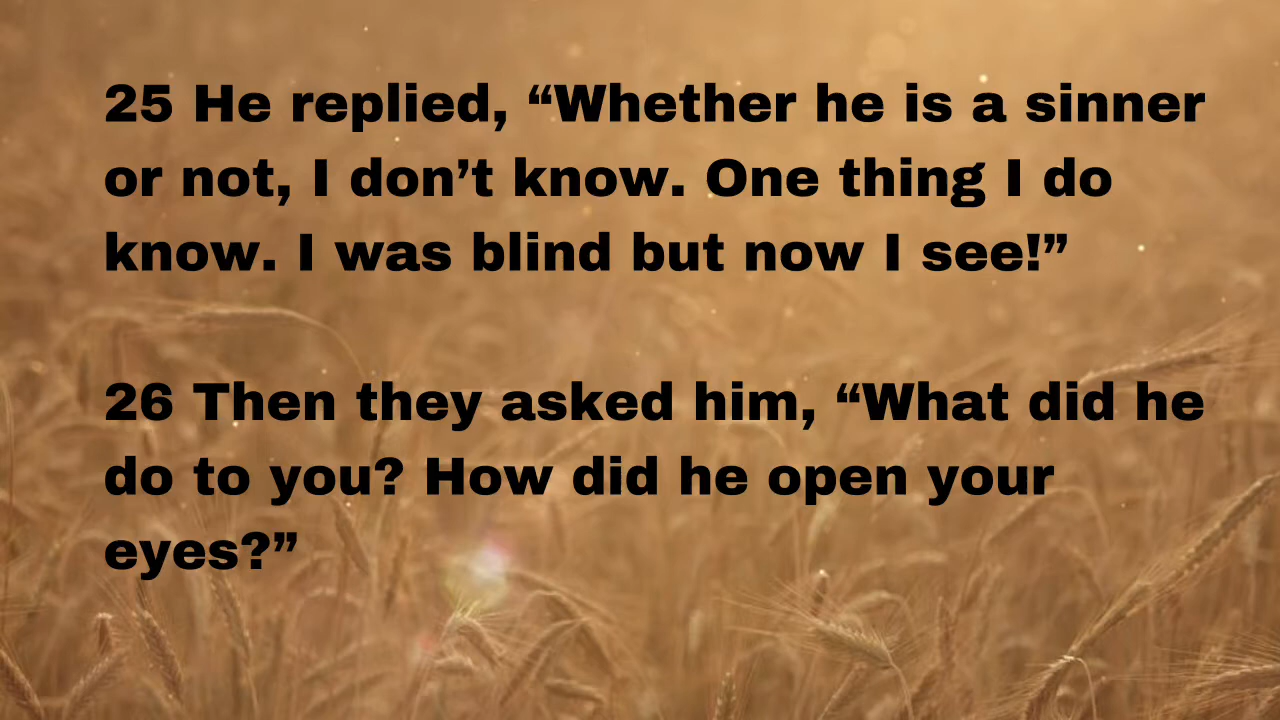 25 He replied, “Whether he is a sinner
or not, I don’t know. One thing I do
know. I was blind but now I see!”
26 Then they asked him, “What did he
do to you? How did he open your
eyes?”